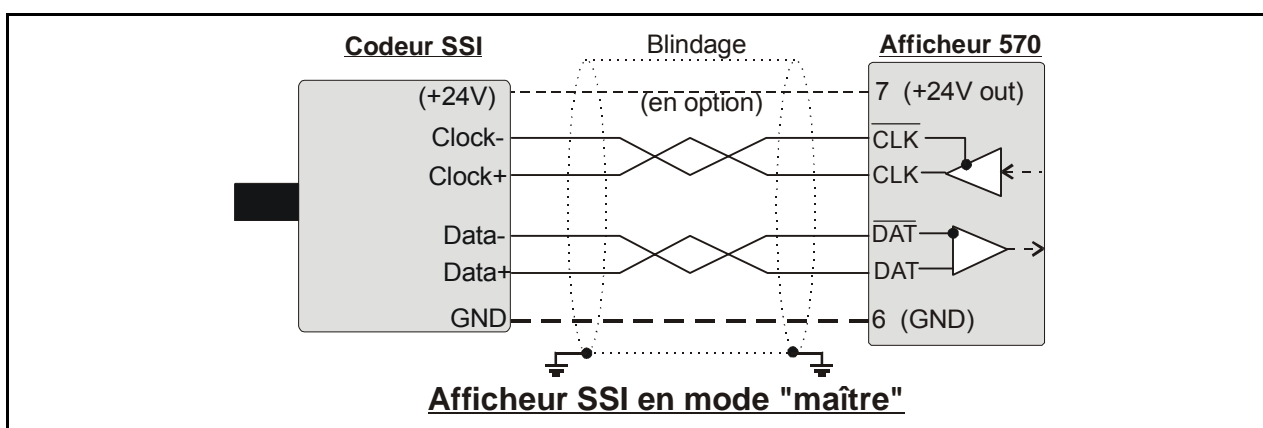 Codeur SSI
Blindage
Afficheur 570
(+24V)
(en option)
7 (+24V out)
Clock-
CLK
Clock+
CLK
Data-
DAT
Data+
DAT
GND
6 (GND)
Afficheur SSI en mode "maître"